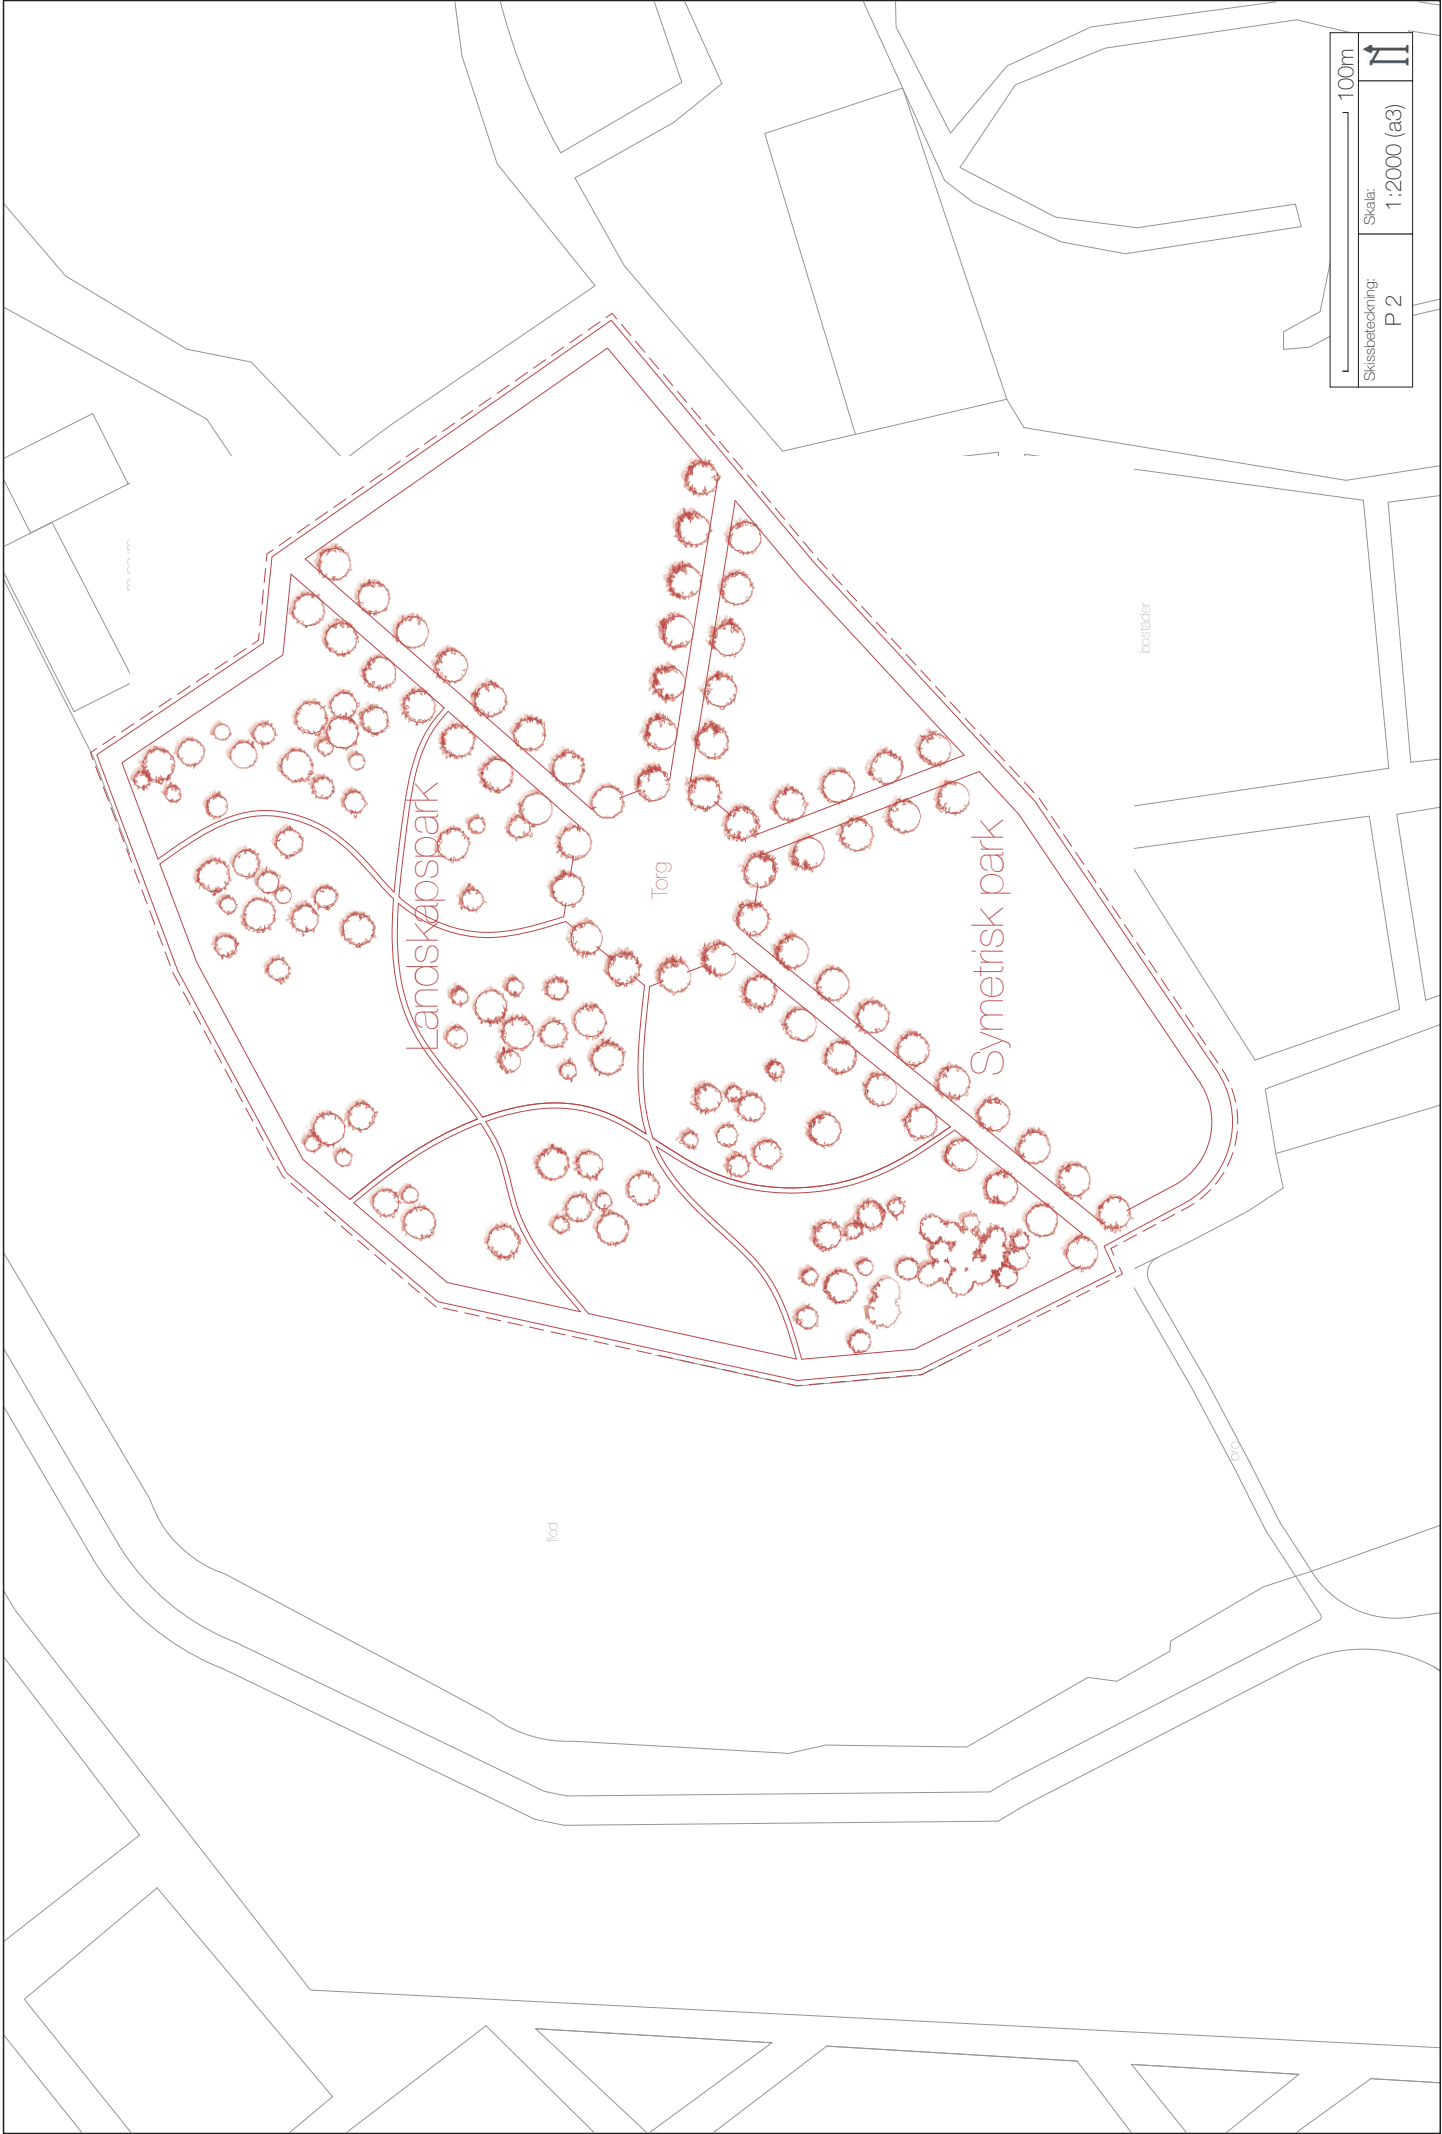 Landskapspark
Torg
Symetrisk park
bostäder
flod
bro
100m
Skissbeteckning:
P 2
Skala:
1:2000 (a3)